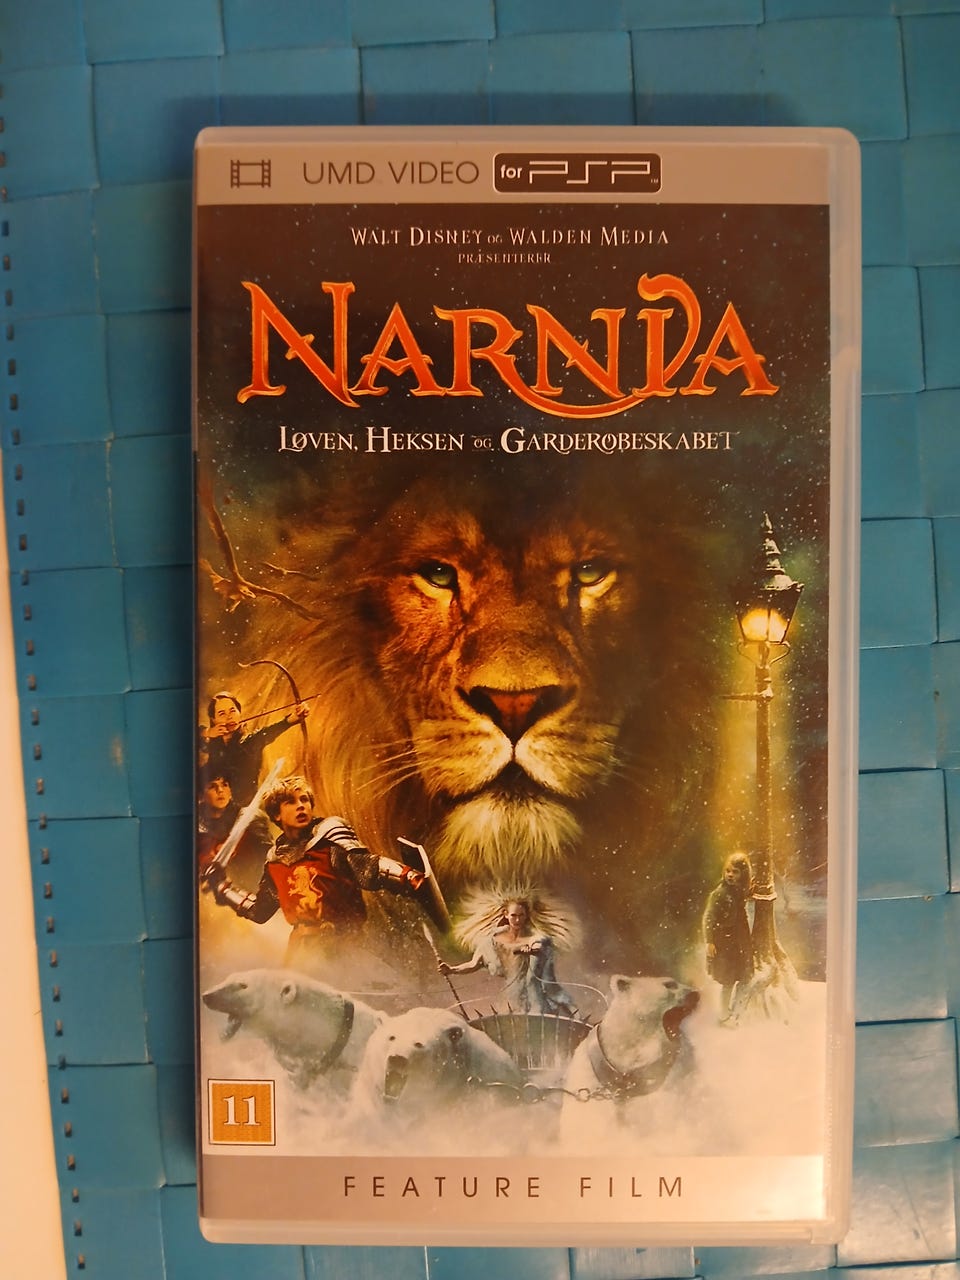 UMD VIDEO for PSP
WALT DISNEY OG WALDEN MEDIA
PRÆSENTERER
NARNIA
LØVEN, HEKSEN OG GARDEROBESKABET
11
FEATURE FILM